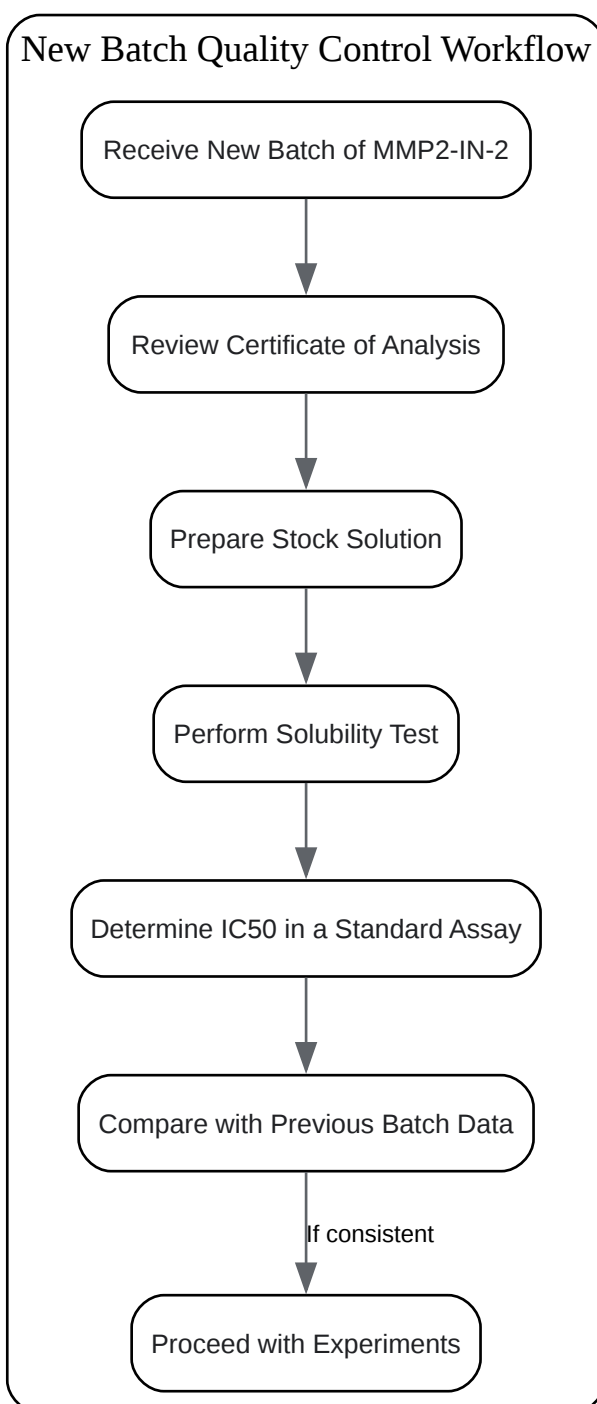 New Batch Quality Control Workflow
Receive New Batch of MMP2-IN-2
Review Certificate of Analysis
Prepare Stock Solution
Perform Solubility Test
Determine IC50 in a Standard Assay
Compare with Previous Batch Data
If consistent
Proceed with Experiments